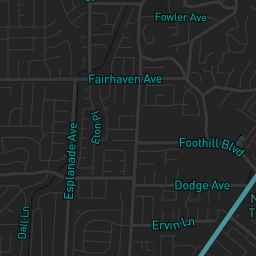 Fowler Ave
Fairhaven Ave
Eton Pl
Esplanade Ave
Foothill Blvd
Dodge Ave
Dall Ln
Ervin Ln
N
T